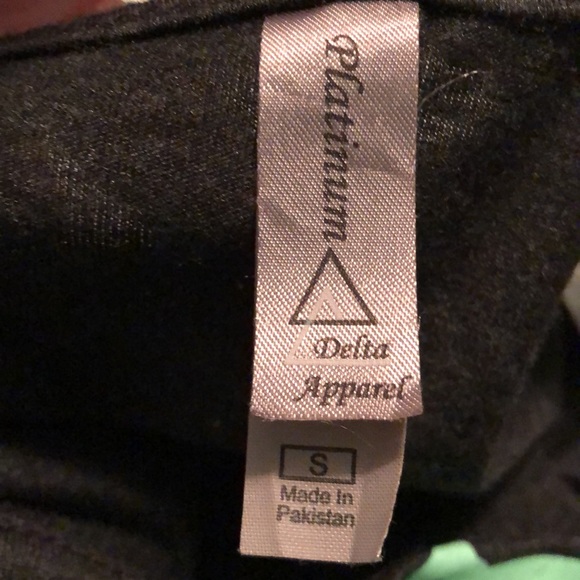 Platinum
Delta
Apparel
S
Made In
Pakistan